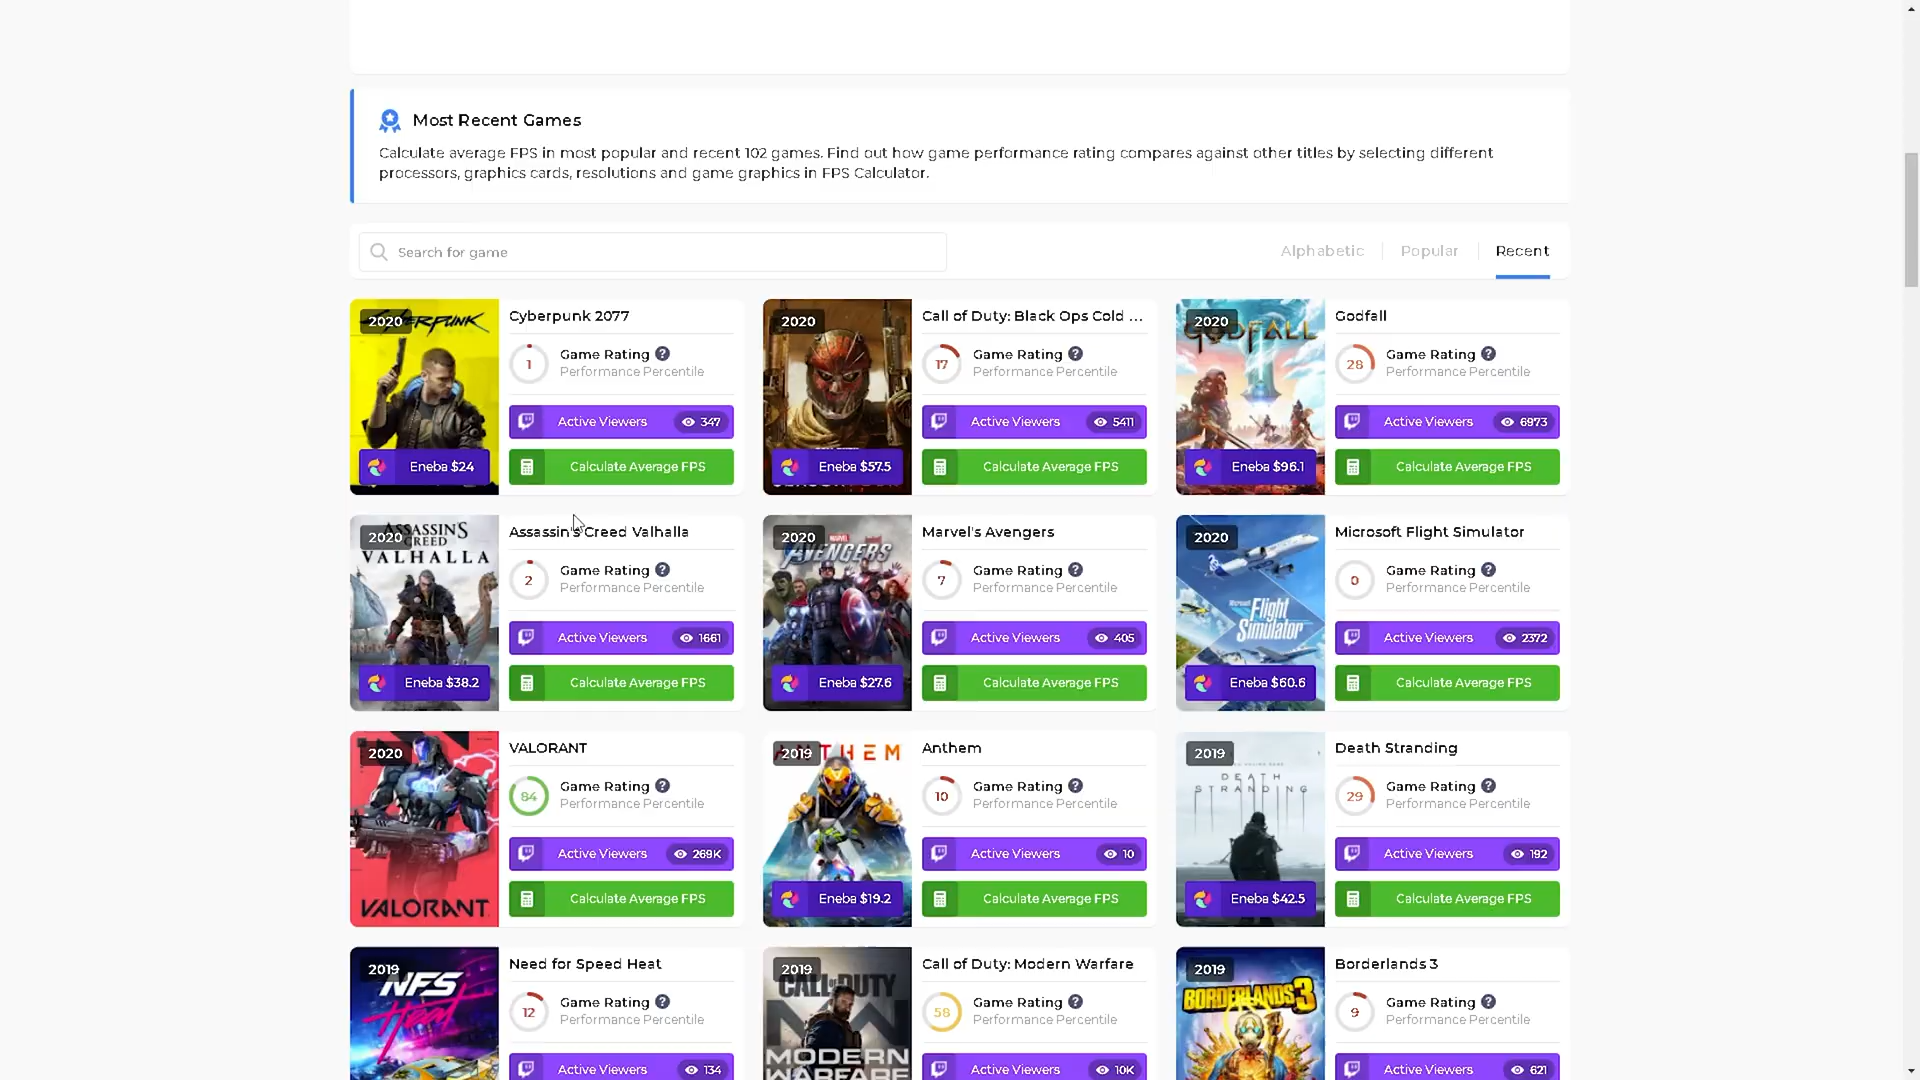 Most Recent Games
Calculate average FPS in most popular and recent 102 games. Find out how game performance rating compares against other titles by selecting different
processors, graphics cards, resolutions and game graphics in FPS Calculator.
Search for game
Alphabetic
Popular
Recent
2020
Cyberpunk 2077
1
Game Rating ?
Performance Percentile
Active Viewers 347
Eneba $24
Calculate Average FPS
2020
Call of Duty: Black Ops Cold ...
17
Game Rating ?
Performance Percentile
Active Viewers 5411
Eneba $57.5
Calculate Average FPS
2020
GODFALL
Godfall
28
Game Rating ?
Performance Percentile
Active Viewers 6973
Eneba $96.1
Calculate Average FPS
2020
ASSASSIN'S
CREED
VALHALLA
Assassin's Creed Valhalla
2
Game Rating ?
Performance Percentile
Active Viewers 1661
Eneba $38.2
Calculate Average FPS
2020
MARVEL
AVENGERS
Marvel's Avengers
7
Game Rating ?
Performance Percentile
Active Viewers 405
Eneba $27.6
Calculate Average FPS
2020
Microsoft
Flight
Simulator
Microsoft Flight Simulator
0
Game Rating ?
Performance Percentile
Active Viewers 2372
Eneba $60.6
Calculate Average FPS
2020
VALORANT
VALORANT
84
Game Rating ?
Performance Percentile
Active Viewers 269K
Calculate Average FPS
2019
ANTHEM
Anthem
10
Game Rating ?
Performance Percentile
Active Viewers 10
Eneba $19.2
Calculate Average FPS
2019
DEATH
STRANDING
Death Stranding
29
Game Rating ?
Performance Percentile
Active Viewers 192
Eneba $42.5
Calculate Average FPS
2019
NFS
Heat
Need for Speed Heat
12
Game Rating ?
Performance Percentile
Active Viewers 134
2019
CALL OF DUTY
MODERN
WARFARE
Call of Duty: Modern Warfare
58
Game Rating ?
Performance Percentile
Active Viewers 10K
2019
BORDERLANDS 3
Borderlands 3
9
Game Rating ?
Performance Percentile
Active Viewers 621